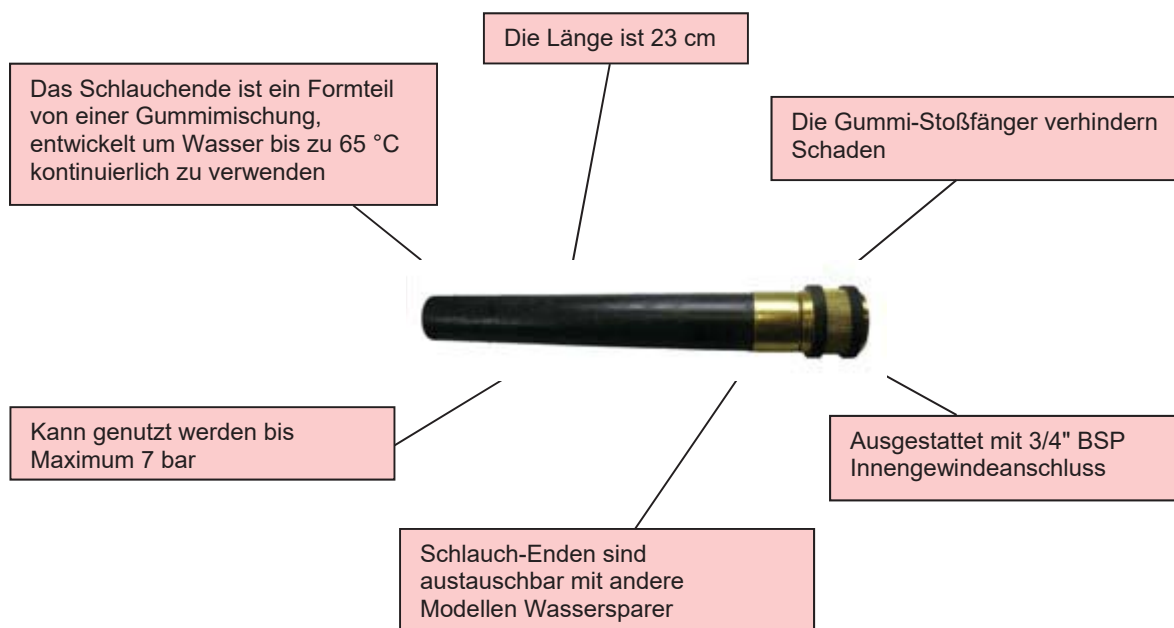 Die Länge ist 23 cm
Das Schlauchende ist ein Formteil
von einer Gummimischung,
entwickelt um Wasser bis zu 65 °C
kontinuierlich zu verwenden
Die Gummi-Stoßfänger verhindern
Schaden
Kann genutzt werden bis
Maximum 7 bar
Ausgestattet mit 3/4" BSP
Innengewindeanschluss
Schlauch-Enden sind
austauschbar mit andere
Modellen Wassersparer